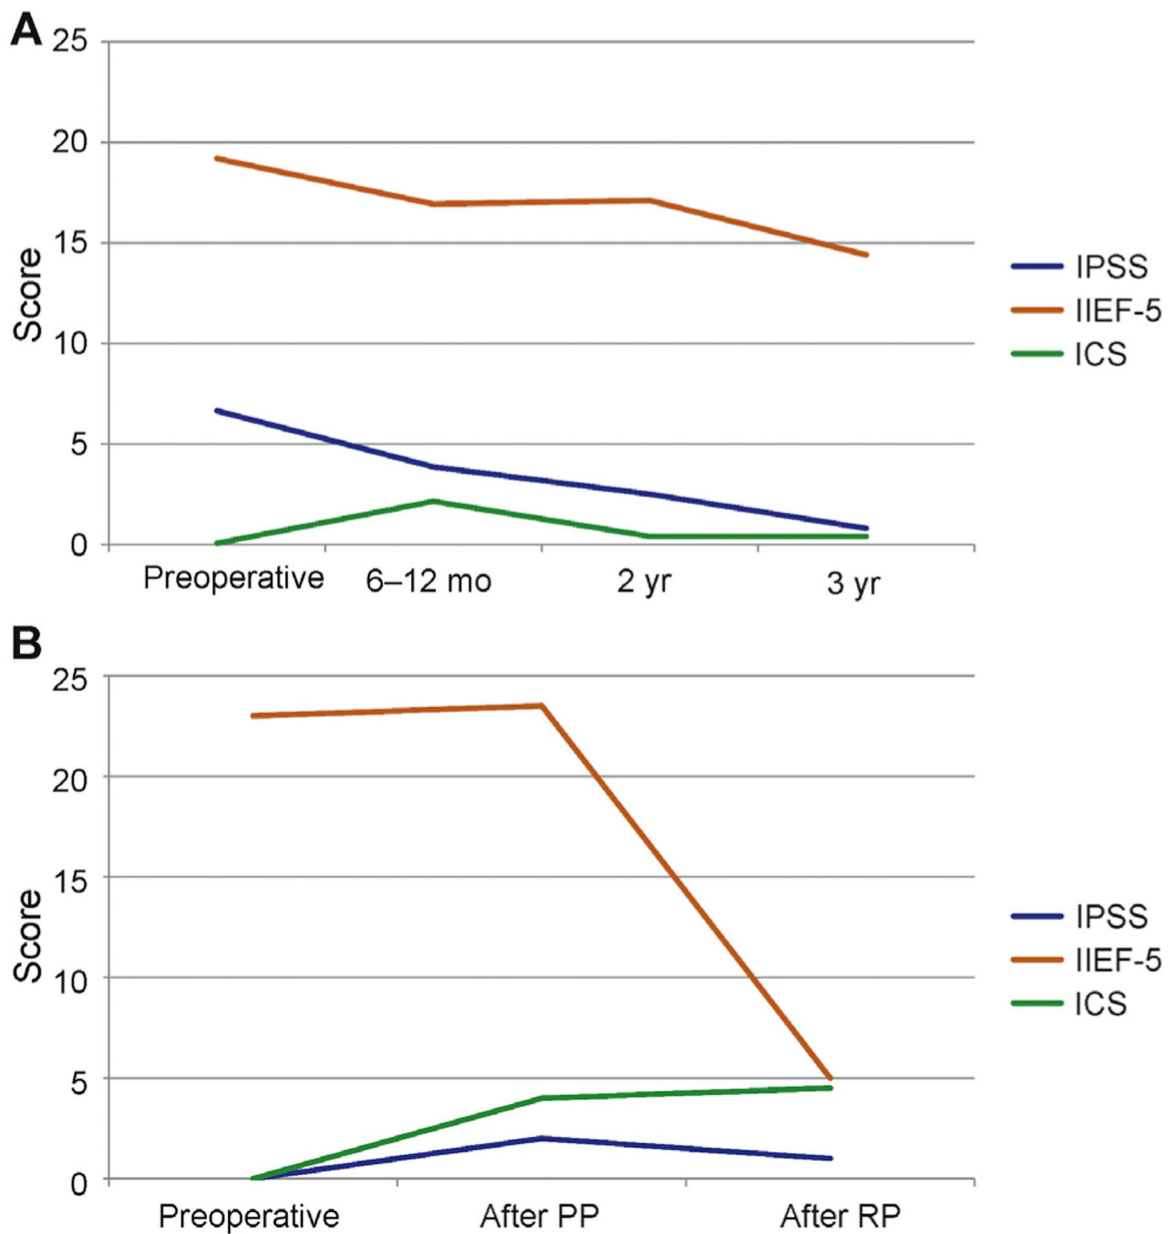 A
25
20
15
10
5
0
Score
Preoperative 6–12 mo 2 yr 3 yr
IPSS
IIEF-5
ICS
B
25
20
15
10
5
0
Score
Preoperative After PP After RP
IPSS
IIEF-5
ICS